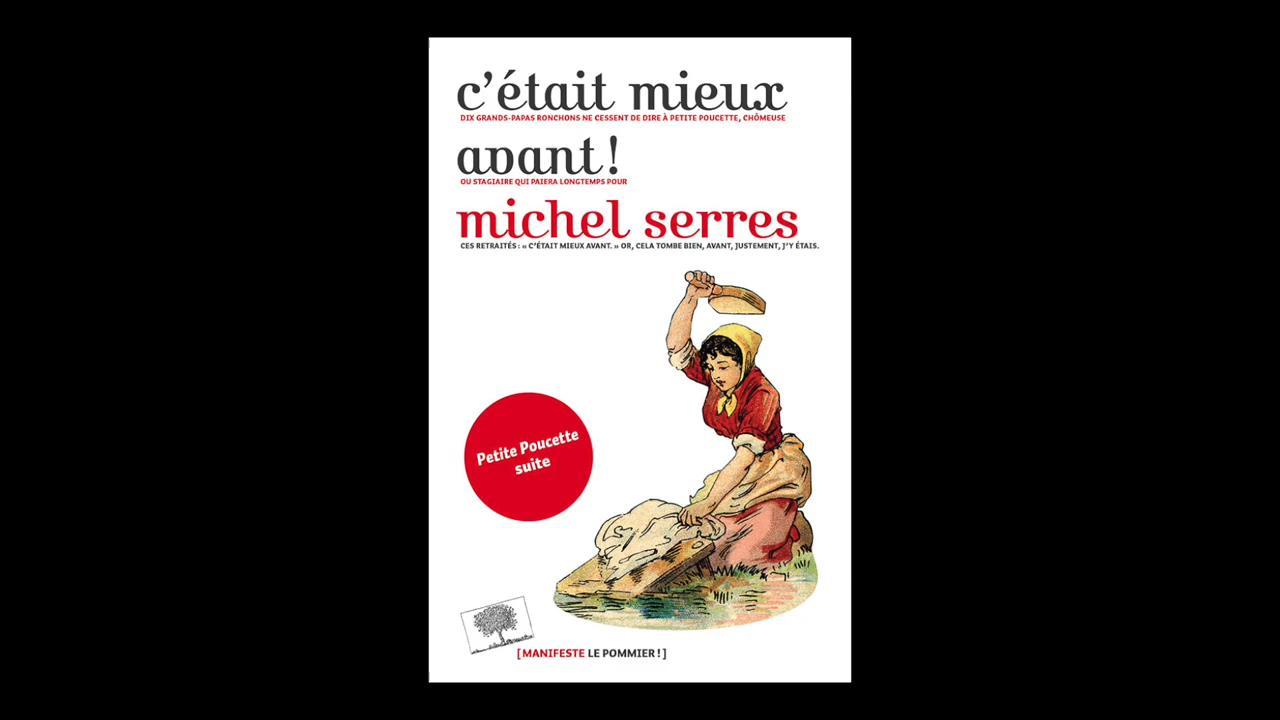 c'était mieux
DIX GRANDS-PAPAS RONCHONS NE CESSENT DE DIRE À PETITE POUCETTE, CHÔMEUSE
avant!
OU STAGIAIRE QUI PAIERA LONGTEMPS POUR
michel serres
CES RETRAITÉS : « C'ÉTAIT MIEUX AVANT. » OR, CELA TOMBE BIEN, AVANT, JUSTEMENT, J'Y ÉTAIS.
Petite Poucette
suite
[MANIFESTE LE POMMIER!]